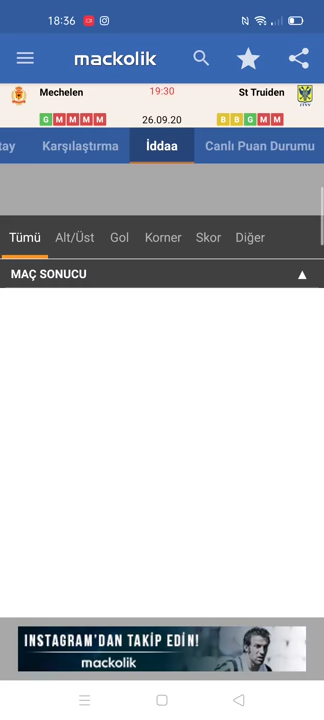 18:36
mackolik
Mechelen 19:30 St Truiden
G M M M M 26.09.20 B B G M M
tay Karşılaştırma İddaa Canlı Puan Durumu
Tümü Alt/Üst Gol Korner Skor Diğer
MAÇ SONUCU
INSTAGRAM'DAN TAKİP EDİN!
mackolik